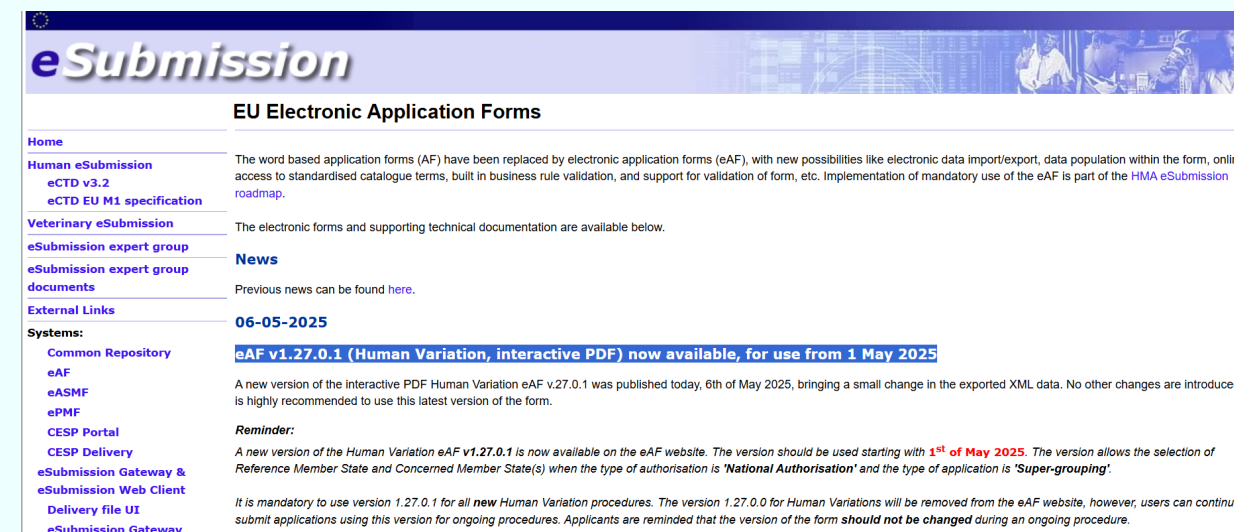 eSubmission
EU Electronic Application Forms
Home
Human eSubmission
eCTD v3.2
eCTD EU M1 specification
Veterinary eSubmission
eSubmission expert group
eSubmission expert group
documents
External Links
Systems:
Common Repository
eAF
eASMF
ePMF
CESP Portal
CESP Delivery
eSubmission Gateway &
eSubmission Web Client
Delivery file UI
eSubmission Gateway
The word based application forms (AF) have been replaced by electronic application forms (eAF), with new possibilities like electronic data import/export, data population within the form, onlin
access to standardised catalogue terms, built in business rule validation, and support for validation of form, etc. Implementation of mandatory use of the eAF is part of the HMA eSubmission
roadmap.
The electronic forms and supporting technical documentation are available below.
News
Previous news can be found here.
06-05-2025
eAF v1.27.0.1 (Human Variation, interactive PDF) now available, for use from 1 May 2025
A new version of the interactive PDF Human Variation eAF v.27.0.1 was published today, 6th of May 2025, bringing a small change in the exported XML data. No other changes are introduce
is highly recommended to use this latest version of the form.
Reminder:
A new version of the Human Variation eAF v1.27.0.1 is now available on the eAF website. The version should be used starting with 1st of May 2025. The version allows the selection of
Reference Member State and Concerned Member State(s) when the type of authorisation is 'National Authorisation' and the type of application is 'Super-grouping'.
It is mandatory to use version 1.27.0.1 for all new Human Variation procedures. The version 1.27.0.0 for Human Variations will be removed from the eAF website, however, users can continu
submit applications using this version for ongoing procedures. Applicants are reminded that the version of the form should not be changed during an ongoing procedure.